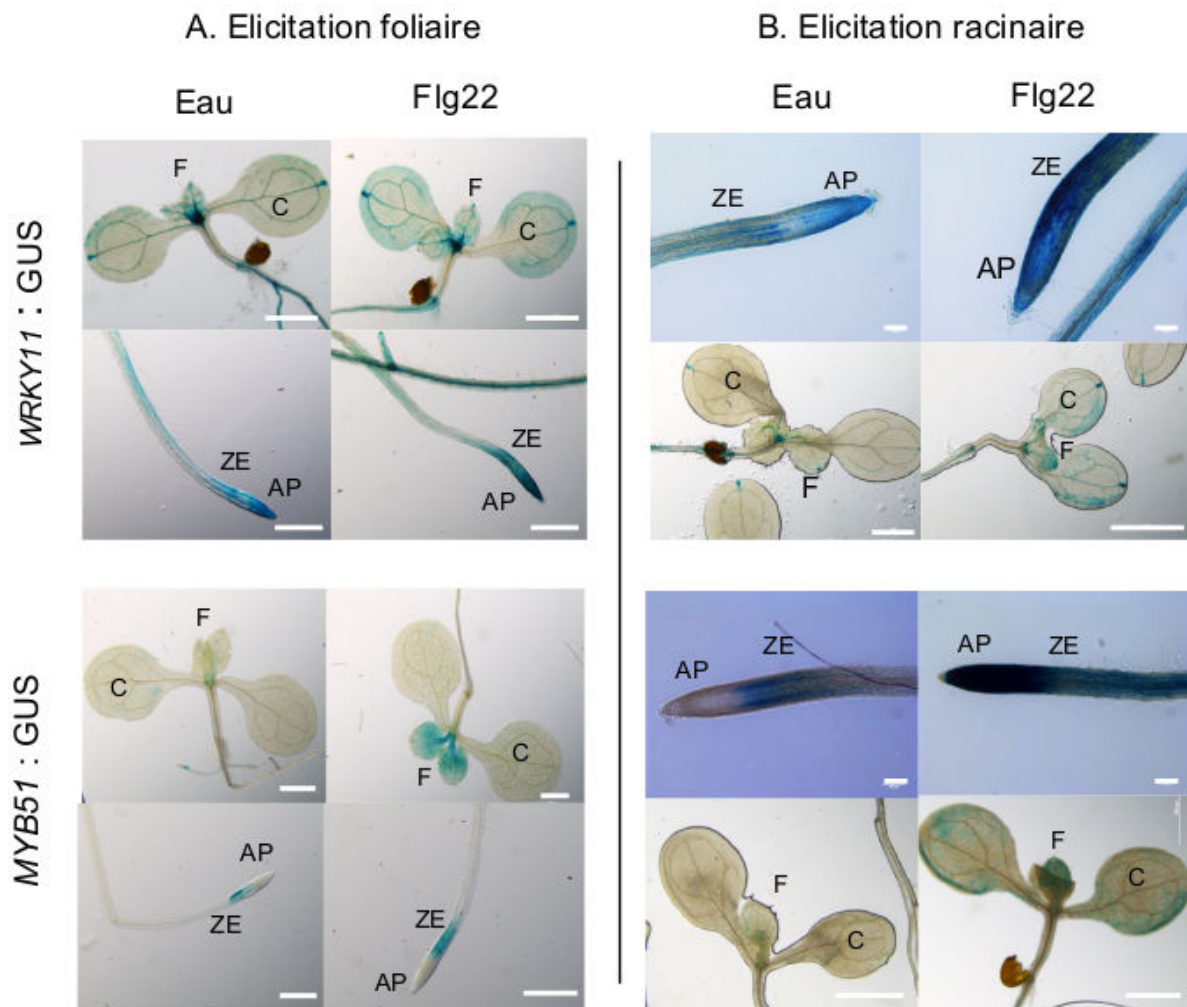 A. Elicitation foliaire
B. Elicitation racinaire
Eau
Flg22
Eau
Flg22
WRKY11 : GUS
F
C
F
C
ZE
AP
ZE
AP
ZE
AP
ZE
AP
C
F
C
F
MYB51 : GUS
F
C
F
C
AP
ZE
AP
ZE
AP
ZE
ZE
AP
F
C
F
C